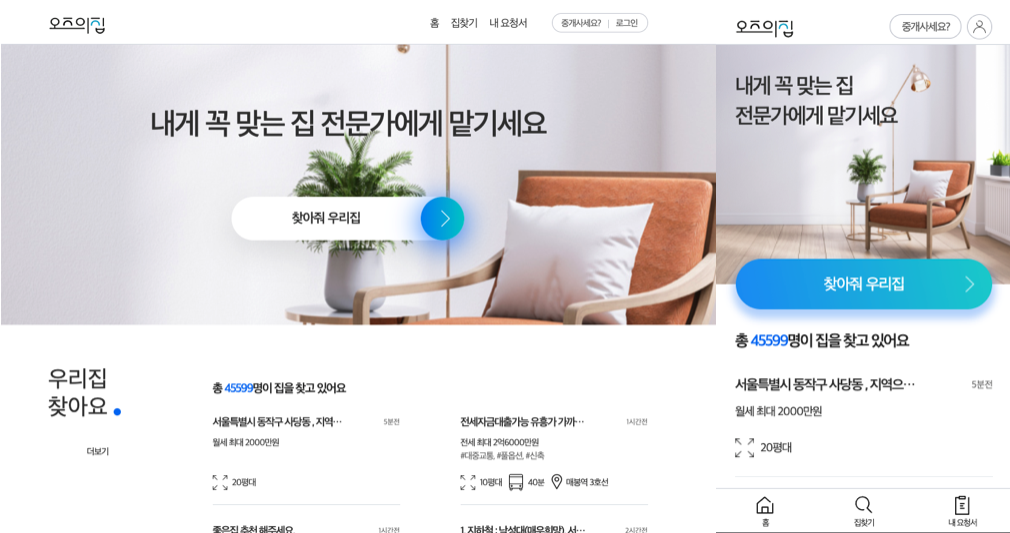 오즈의집
홈 집찾기 내 요청서 중개사세요? 로그인
내게 꼭 맞는 집 전문가에게 맡기세요
찾아줘 우리집
우리집
찾아요
더보기
총 45599명이 집을 찾고 있어요
서울특별시 동작구 사당동 , 지역… 5분전
월세 최대 2000만원
20평대
전세자금대출가능 유흥가 가까… 1시간전
전세 최대 2억6000만원
#대중교통, #풀옵션, #신축
10평대 40분 매봉역 3호선
좋은집 추천 해주세요 1시간전
1. 지하철 : 남성대(매우희망), 서… 2시간전
오즈의집
중개사세요?
내게 꼭 맞는 집
전문가에게 맡기세요
찾아줘 우리집
총 45599명이 집을 찾고 있어요
서울특별시 동작구 사당동 , 지역으… 5분전
월세 최대 2000만원
20평대
홈 집찾기 내 요청서